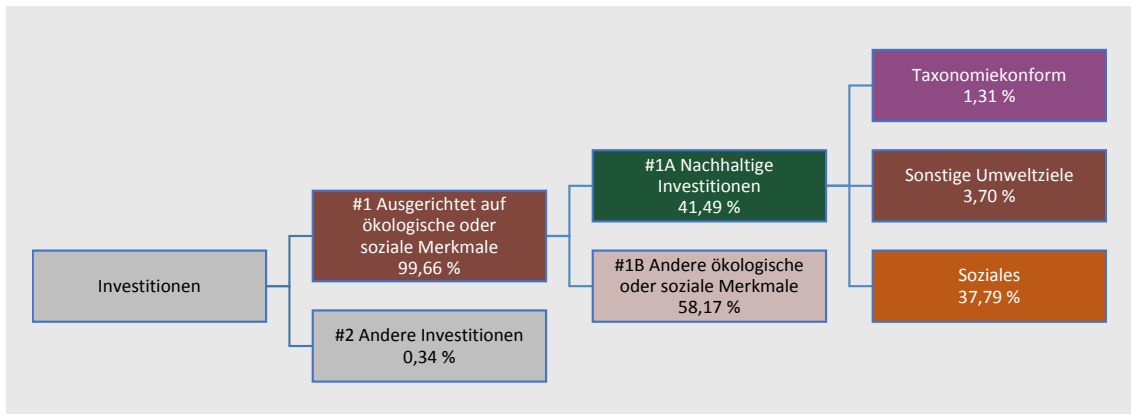 Investitionen
#1 Ausgerichtet auf
ökologische oder
soziale Merkmale
99,66 %
#2 Andere Investitionen
0,34 %
#1A Nachhaltige
Investitionen
41,49 %
#1B Andere ökologische
oder soziale Merkmale
58,17 %
Taxonomiekonform
1,31 %
Sonstige Umweltziele
3,70 %
Soziales
37,79 %